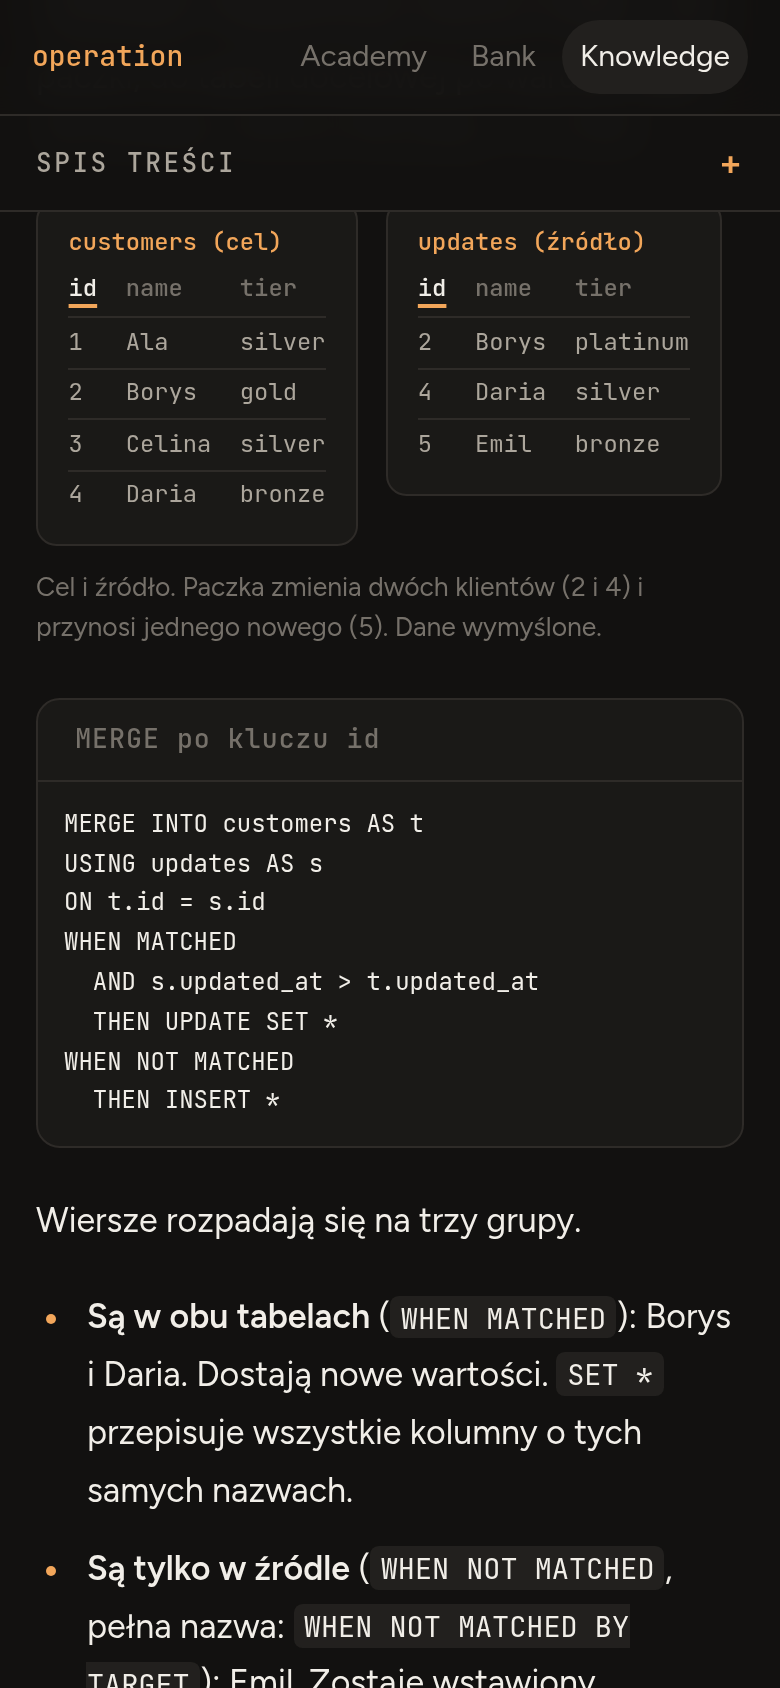 operation Academy Bank Knowledge
SPIS TREŚCI +
customers (cel)
id name tier
1 Ala silver
2 Borys gold
3 Celina silver
4 Daria bronze
updates (źródło)
id name tier
2 Borys platinum
4 Daria silver
5 Emil bronze
Cel i źródło. Paczka zmienia dwóch klientów (2 i 4) i
przynosi jednego nowego (5). Dane wymyślone.
MERGE po kluczu id
MERGE INTO customers AS t
USING updates AS s
ON t.id = s.id
WHEN MATCHED
  AND s.updated_at > t.updated_at
  THEN UPDATE SET *
WHEN NOT MATCHED
  THEN INSERT *
Wiersze rozpadają się na trzy grupy.
• Są w obu tabelach (WHEN MATCHED): Borys
i Daria. Dostają nowe wartości. SET *
przepisuje wszystkie kolumny o tych
samych nazwach.
• Są tylko w źródle (WHEN NOT MATCHED,
pełna nazwa: WHEN NOT MATCHED BY
TARGET): Emil. Zostaje wstawiony